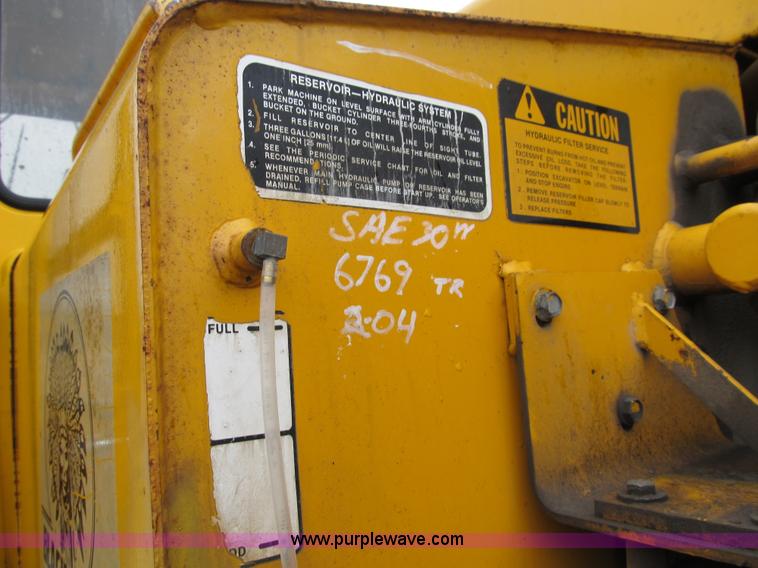 RESERVOIR—HYDRAULIC SYSTEM
1. PARK MACHINE ON LEVEL SURFACE WITH ARM CYLINDER FULLY
EXTENDED, BUCKET CYLINDER THREE-FOURTHS STROKE, AND
BUCKET ON THE GROUND.
2. FILL RESERVOIR TO CENTER LINE OF SIGHT TUBE.
3. THREE GALLONS (11.4 l) OF OIL WILL RAISE THE RESERVOIR OIL LEVEL
ONE INCH (25 mm).
4. SEE THE PERIODIC SERVICE CHART FOR OIL AND FILTER
RECOMMENDATIONS.
5. WHENEVER MAIN HYDRAULIC PUMP OR RESERVOIR HAS BEEN
DRAINED, REFILL PUMP CASE BEFORE START UP. SEE OPERATOR'S
MANUAL.
CAUTION
HYDRAULIC FILTER SERVICE
TO PREVENT BURNS FROM HOT OIL AND PREVENT
EXCESSIVE OIL LOSS, TAKE THE FOLLOWING
STEPS BEFORE REMOVING THE FILTER:
1. POSITION EXCAVATOR ON LEVEL TERRAIN
AND STOP ENGINE
2. REMOVE RESERVOIR FILLER CAP SLOWLY TO
RELEASE PRESSURE
3. REPLACE FILTERS
SAE 30W
6769 TR
2-04
FULL
www.purplewave.com